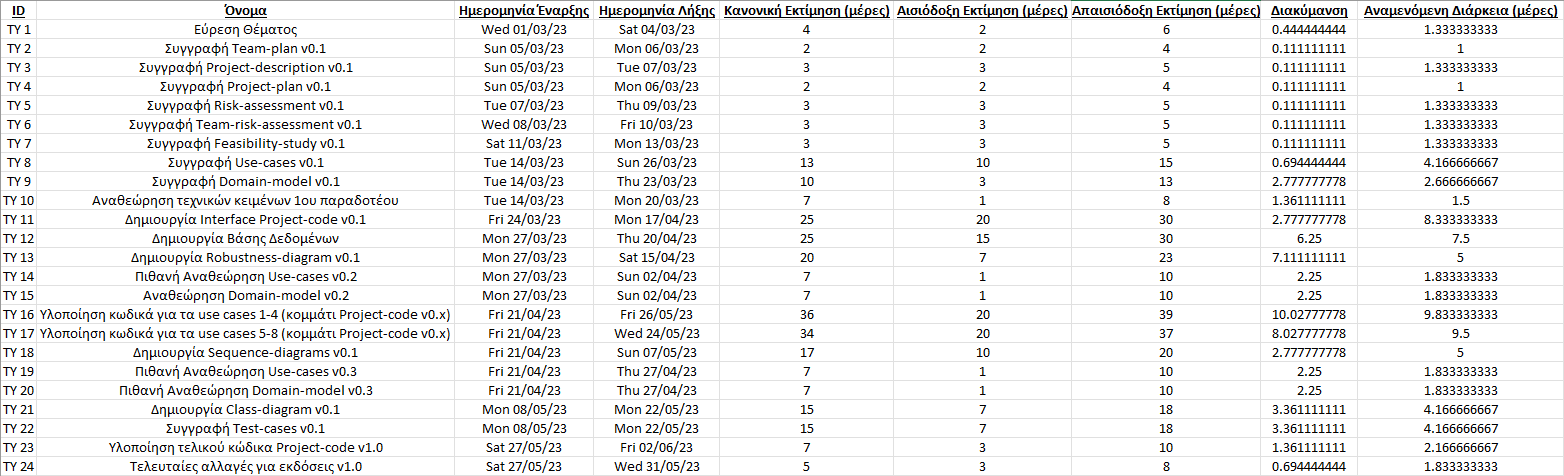 ID Όνομα Ημερομηνία Έναρξης Ημερομηνία Λήξης Κανονική Εκτίμηση (μέρες) Αισιόδοξη Εκτίμηση (μέρες) Απαισιόδοξη Εκτίμηση (μέρες) Διακύμανση Αναμενόμενη Διάρκεια (μέρες)
TY 1 Εύρεση Θέματος Wed 01/03/23 Sat 04/03/23 4 2 6 0.444444444 1.333333333
TY 2 Συγγραφή Team-plan v0.1 Sun 05/03/23 Mon 06/03/23 2 2 4 0.111111111 1
TY 3 Συγγραφή Project-description v0.1 Sun 05/03/23 Tue 07/03/23 3 3 5 0.111111111 1.333333333
TY 4 Συγγραφή Project-plan v0.1 Sun 05/03/23 Mon 06/03/23 2 2 4 0.111111111 1
TY 5 Συγγραφή Risk-assessment v0.1 Tue 07/03/23 Thu 09/03/23 3 3 5 0.111111111 1.333333333
TY 6 Συγγραφή Team-risk-assessment v0.1 Wed 08/03/23 Fri 10/03/23 3 3 5 0.111111111 1.333333333
TY 7 Συγγραφή Feasibility-study v0.1 Sat 11/03/23 Mon 13/03/23 3 3 5 0.111111111 1.333333333
TY 8 Συγγραφή Use-cases v0.1 Tue 14/03/23 Sun 26/03/23 13 10 15 0.694444444 4.166666667
TY 9 Συγγραφή Domain-model v0.1 Tue 14/03/23 Thu 23/03/23 10 3 13 2.777777778 2.666666667
TY 10 Αναθεώρηση τεχνικών κειμένων 1ου παραδοτέου Tue 14/03/23 Mon 20/03/23 7 1 8 1.361111111 1.5
TY 11 Δημιουργία Interface Project-code v0.1 Fri 24/03/23 Mon 17/04/23 25 20 30 2.777777778 8.333333333
TY 12 Δημιουργία Βάσης Δεδομένων Mon 27/03/23 Thu 20/04/23 25 15 30 6.25 7.5
TY 13 Δημιουργία Robustness-diagram v0.1 Mon 27/03/23 Sat 15/04/23 20 7 23 7.111111111 5
TY 14 Πιθανή Αναθεώρηση Use-cases v0.2 Mon 27/03/23 Sun 02/04/23 7 1 10 2.25 1.833333333
TY 15 Αναθεώρηση Domain-model v0.2 Mon 27/03/23 Sun 02/04/23 7 1 10 2.25 1.833333333
TY 16 Υλοποίηση κωδικά για τα use cases 1-4 (κομμάτι Project-code v0.x) Fri 21/04/23 Fri 26/05/23 36 20 39 10.02777778 9.833333333
TY 17 Υλοποίηση κωδικά για τα use cases 5-8 (κομμάτι Project-code v0.x) Fri 21/04/23 Wed 24/05/23 34 20 37 8.027777778 9.5
TY 18 Δημιουργία Sequence-diagrams v0.1 Fri 21/04/23 Sun 07/05/23 17 10 20 2.777777778 5
TY 19 Πιθανή Αναθεώρηση Use-cases v0.3 Fri 21/04/23 Thu 27/04/23 7 1 10 2.25 1.833333333
TY 20 Πιθανή Αναθεώρηση Domain-model v0.3 Fri 21/04/23 Thu 27/04/23 7 1 10 2.25 1.833333333
TY 21 Δημιουργία Class-diagram v0.1 Mon 08/05/23 Mon 22/05/23 15 7 18 3.361111111 4.166666667
TY 22 Συγγραφή Test-cases v0.1 Mon 08/05/23 Mon 22/05/23 15 7 18 3.361111111 4.166666667
TY 23 Υλοποίηση τελικού κώδικα Project-code v1.0 Sat 27/05/23 Fri 02/06/23 7 3 10 1.361111111 2.166666667
TY 24 Τελευταίες αλλαγές για εκδόσεις v1.0 Sat 27/05/23 Wed 31/05/23 5 3 8 0.694444444 1.833333333